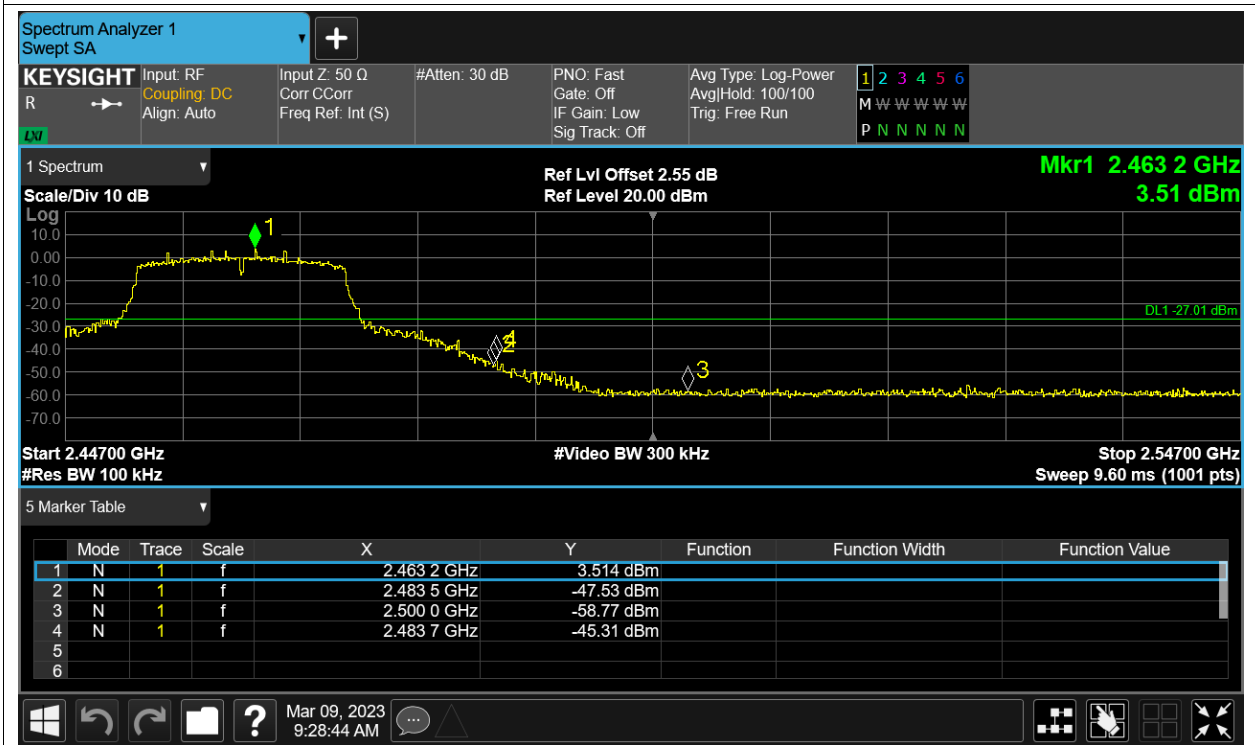 Spectrum Analyzer 1
Swept SA
KEYSIGHT
R
LXI
Input: RF
Coupling: DC
Align: Auto
Input Z: 50 Ω
Corr CCorr
Freq Ref: Int (S)
#Atten: 30 dB
PNO: Fast
Gate: Off
IF Gain: Low
Sig Track: Off
Avg Type: Log-Power
Avg|Hold: 100/100
Trig: Free Run
1 2 3 4 5 6
M W W W W W
P N N N N N
1 Spectrum
Scale/Div 10 dB
Ref Lvl Offset 2.55 dB
Ref Level 20.00 dBm
Mkr1 2.463 2 GHz
3.51 dBm
Log
10.0
0.00
-10.0
-20.0
-30.0
-40.0
-50.0
-60.0
-70.0
1
DL1 -27.01 dBm
2
4
3
Start 2.44700 GHz
#Video BW 300 kHz
Stop 2.54700 GHz
#Res BW 100 kHz
Sweep 9.60 ms (1001 pts)
5 Marker Table
Mode Trace Scale X Y Function Function Width Function Value
1 N 1 f 2.463 2 GHz 3.514 dBm
2 N 1 f 2.483 5 GHz -47.53 dBm
3 N 1 f 2.500 0 GHz -58.77 dBm
4 N 1 f 2.483 7 GHz -45.31 dBm
5
6
?
Mar 09, 2023
9:28:44 AM